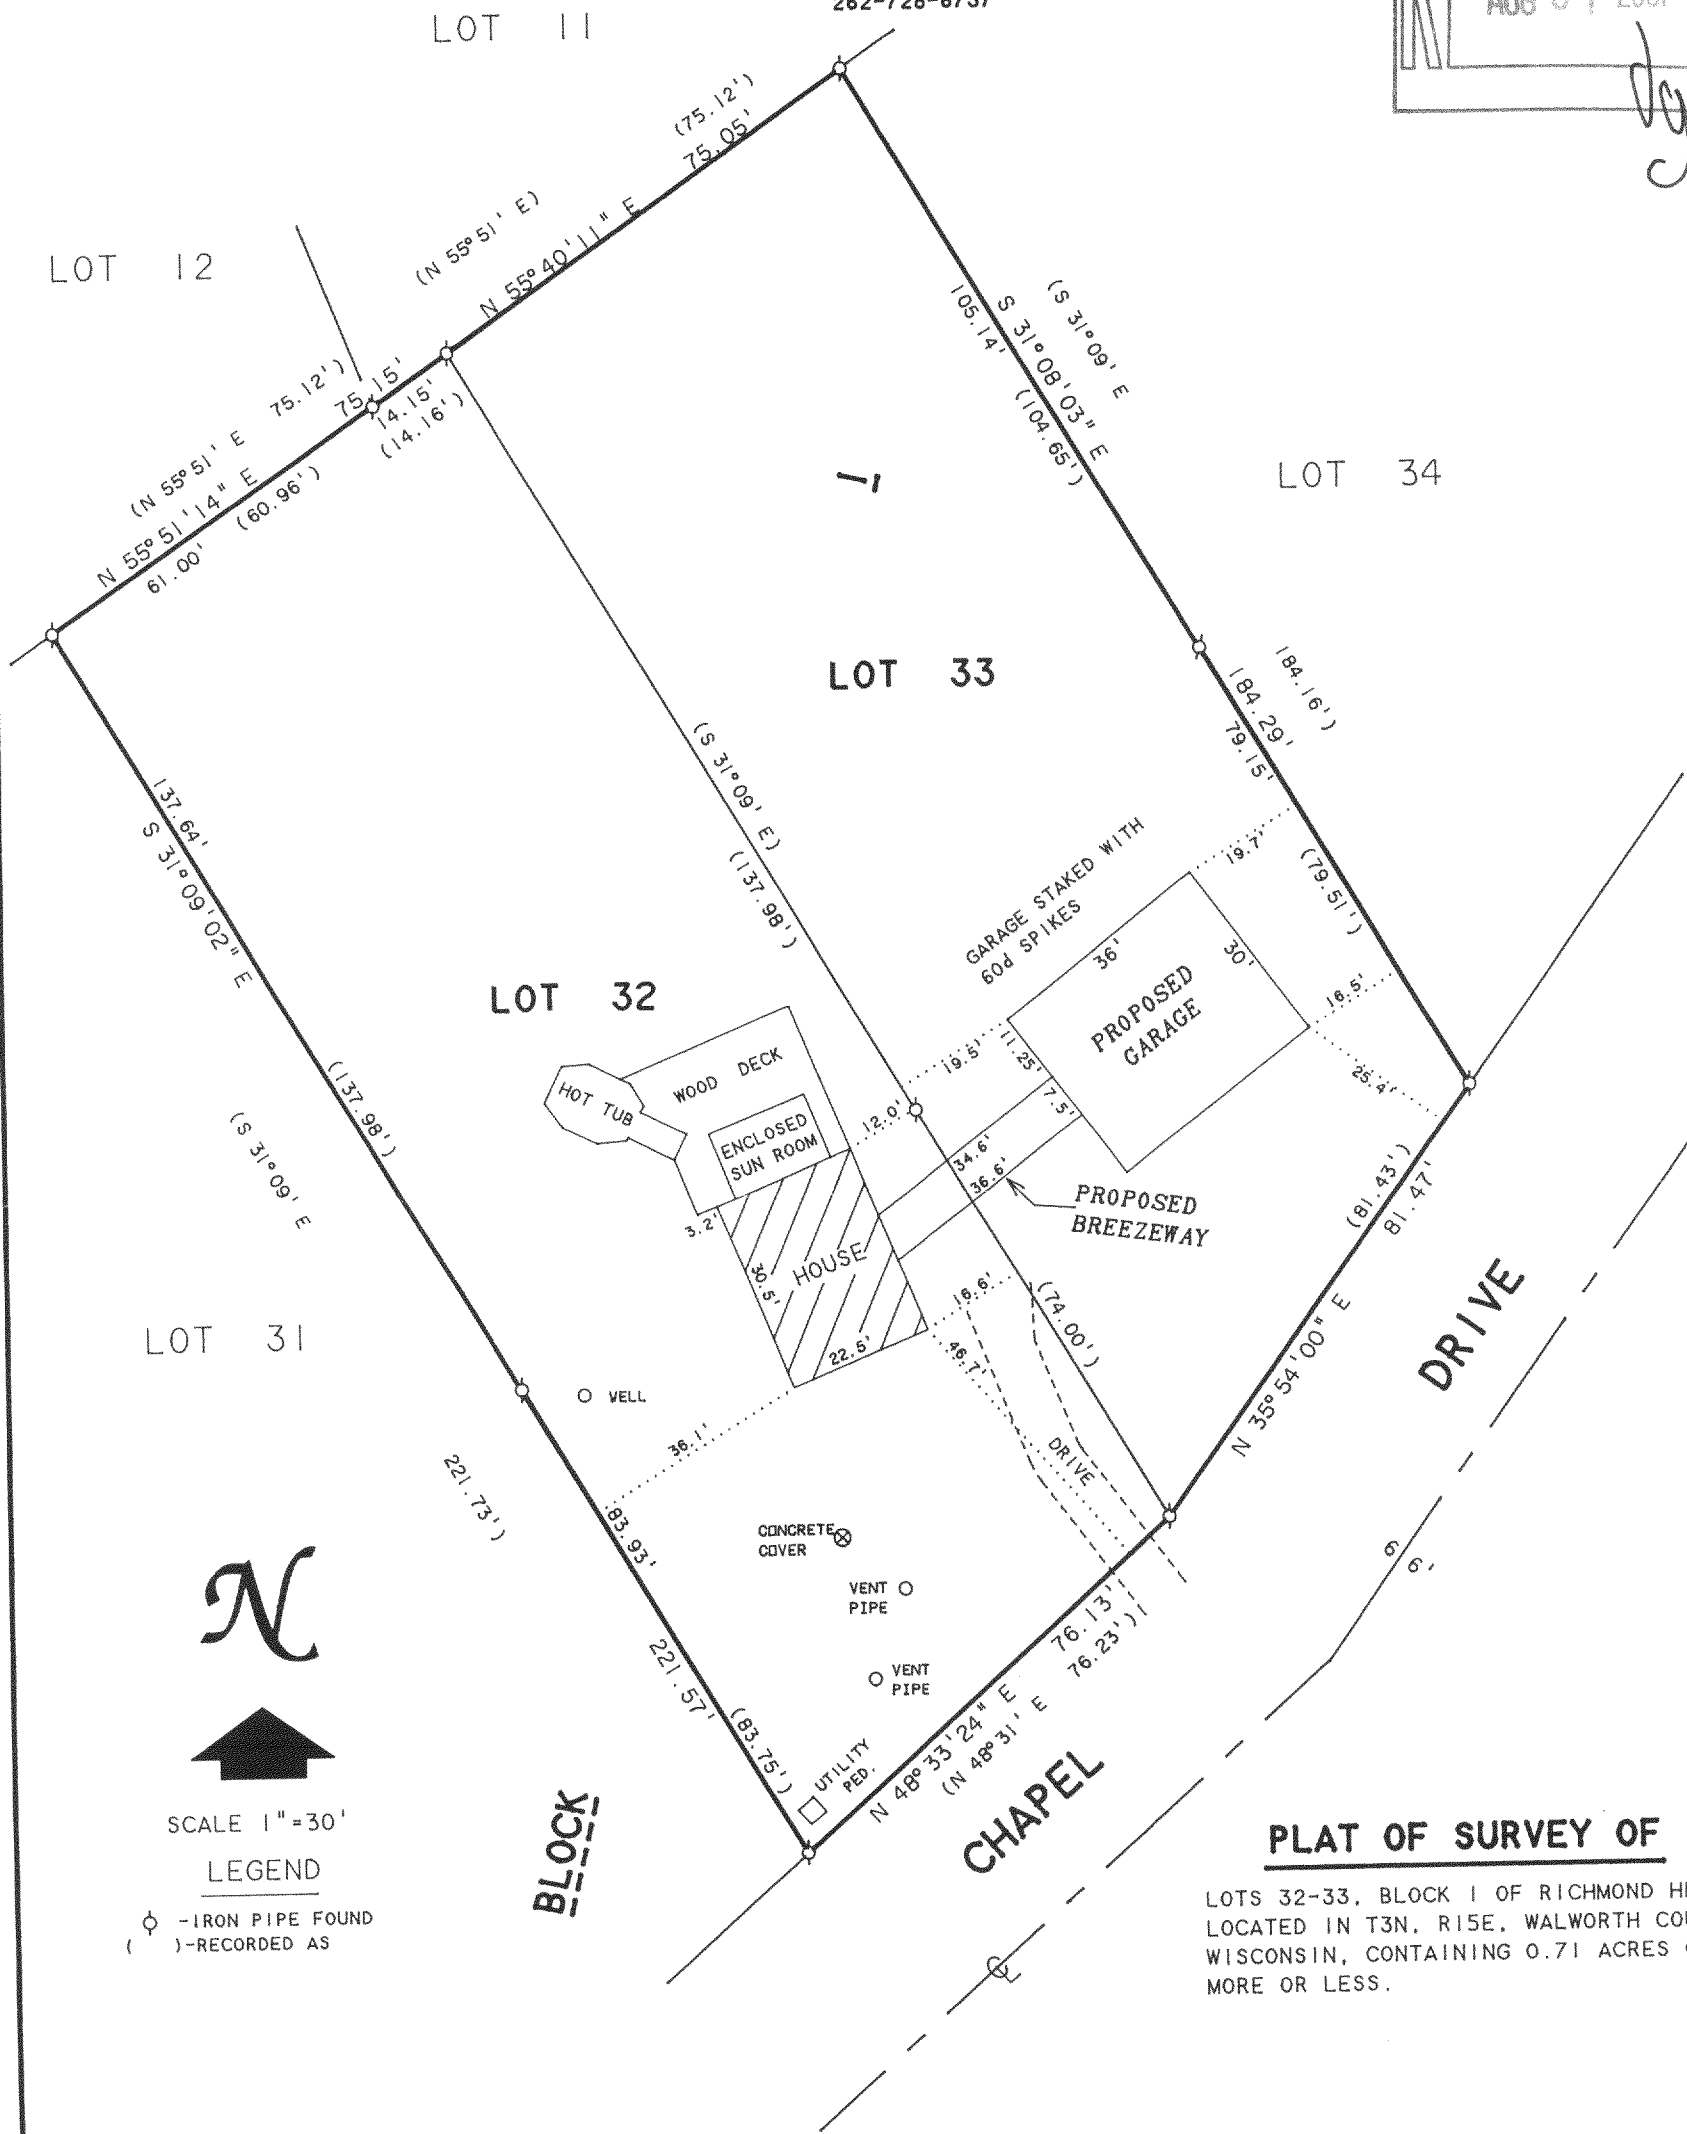 262-728-6737
LOT 11
(75.12')
75.05'
(N 55°51' E)
N 55°40'11" E
LOT 12
75.12')
75.15'
14.15'
(14.16')
(N 55°51' E
N 55°51'14" E
(60.96')
61.00'
105.14'
S 31°08'03" E
(S 31°09' E
(104.65')
LOT 34
1
LOT 33
184.16')
184.29'
79.15'
(S 31°09' E)
(137.98')
137.64'
S 31°09'02" E
GARAGE STAKED WITH
60d SPIKES
19.7'
(79.51')
36'
30'
PROPOSED
GARAGE
16.5'
LOT 32
WOOD DECK
HOT TUB
ENCLOSED
SUN ROOM
12.0'
19.5'
11.25'
7.5'
25.4'
(137.98')
(S 31°09' E
34.6'
36.6'
PROPOSED
BREEZEWAY
(81.43')
81.47'
3.2'
HOUSE
30.5'
22.5'
16.6'
46.7'
(74.00')
N 35°54'00" E
DRIVE
LOT 31
WELL
36.1'
DRIVE
221.73')
83.93'
CONCRETE
COVER
VENT
PIPE
VENT
PIPE
66'
76.13'
76.23')
221.57'
(83.75')
UTILITY
PED.
N 48°33'24" E
(N 48°31' E
CHAPEL
N
SCALE 1"=30'
LEGEND
-IRON PIPE FOUND
( )-RECORDED AS
BLOCK
PLAT OF SURVEY OF
LOTS 32-33, BLOCK 1 OF RICHMOND
LOCATED IN T3N, R15E, WALWORTH
WISCONSIN, CONTAINING 0.71 ACRES
MORE OR LESS.